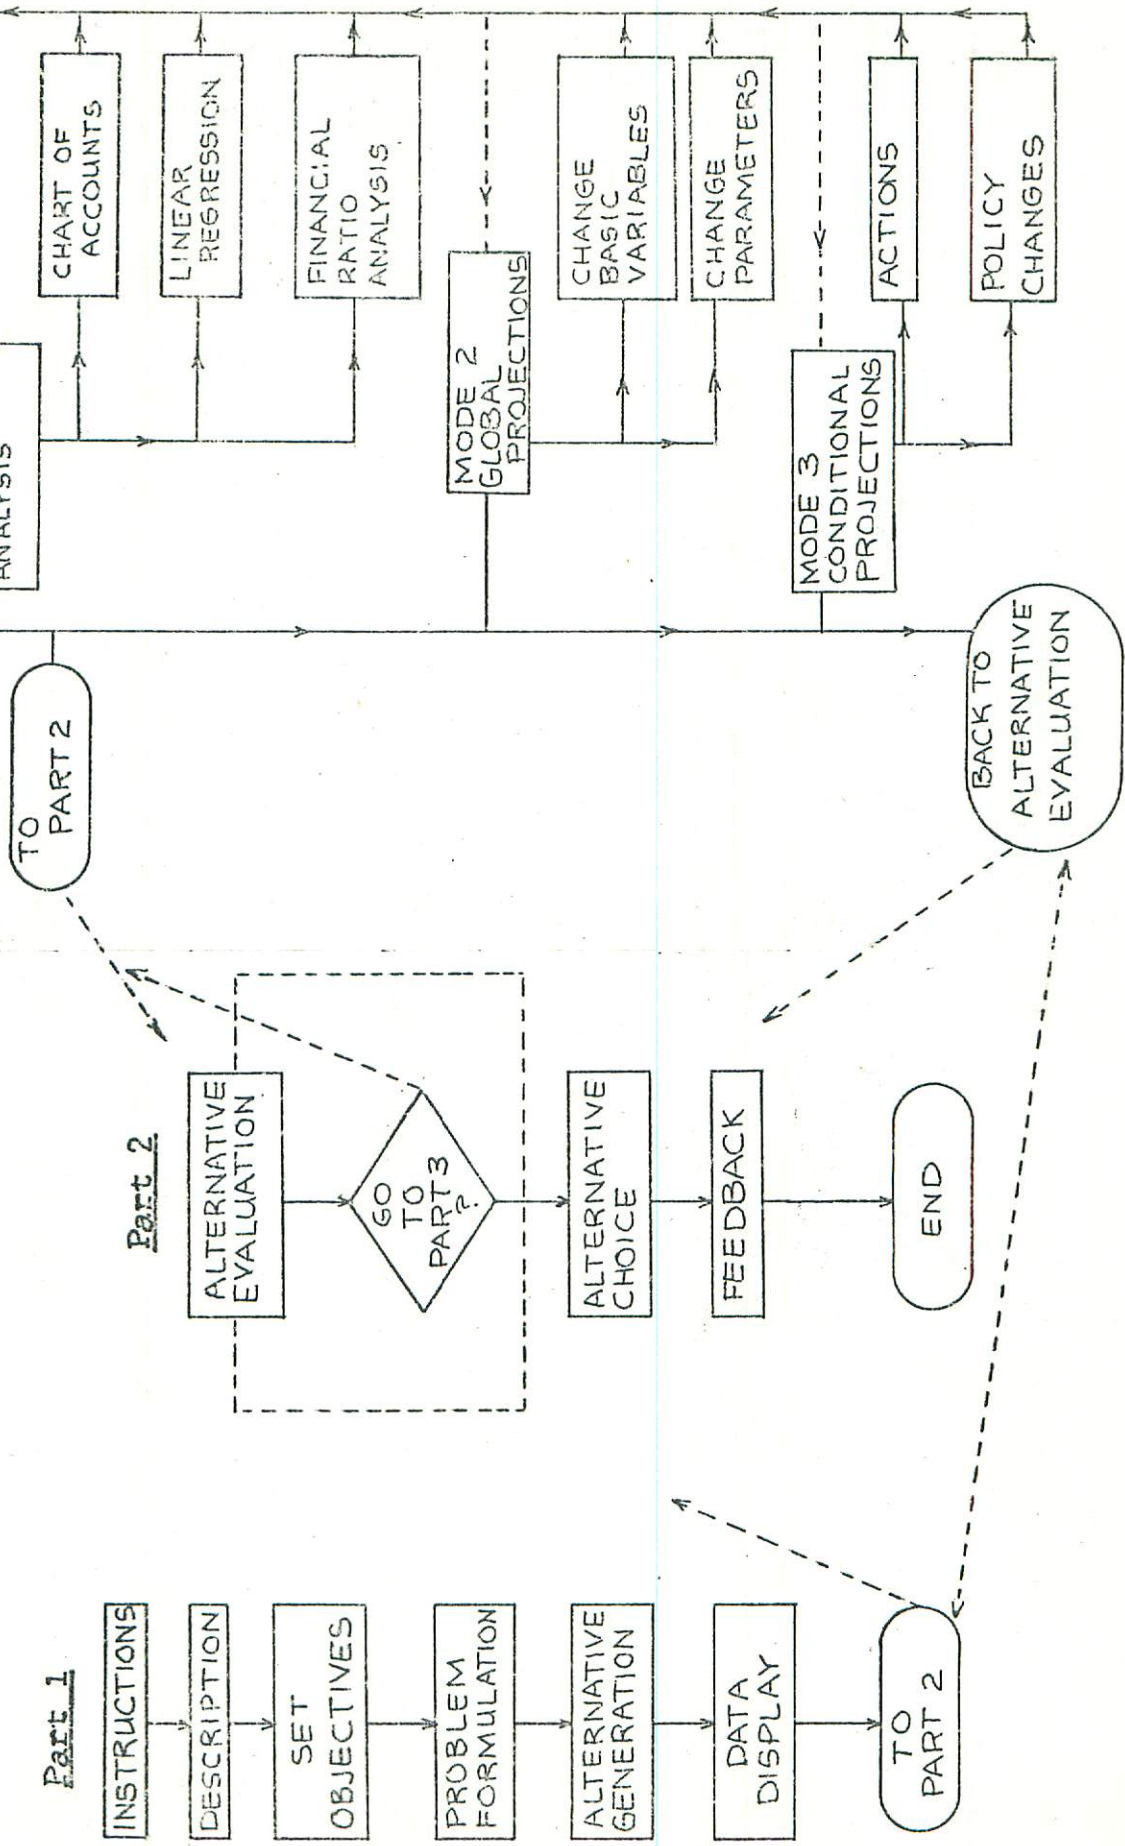 Part 1
INSTRUCTIONS
DESCRIPTION
SET
OBJECTIVES
PROBLEM
FORMULATION
ALTERNATIVE
GENERATION
DATA
DISPLAY
TO
PART 2
Part 2
ALTERNATIVE
EVALUATION
GO
TO
PART 3
?
ALTERNATIVE
CHOICE
FEEDBACK
END
TO
PART 2
ANALYSIS
CHART OF
ACCOUNTS
LINEAR
REGRESSION
FINANCIAL
RATIO
ANALYSIS
MODE 2
GLOBAL
PROJECTIONS
CHANGE
BASIC
VARIABLES
CHANGE
PARAMETERS
MODE 3
CONDITIONAL
PROJECTIONS
ACTIONS
POLICY
CHANGES
BACK TO
ALTERNATIVE
EVALUATION